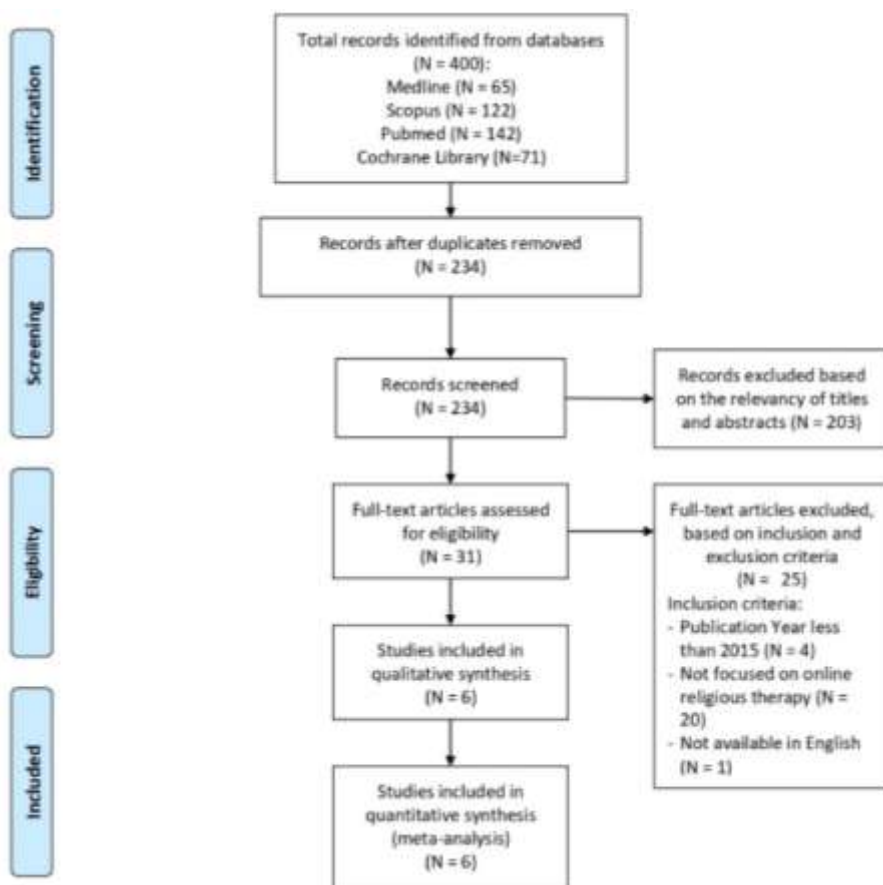 Identification
Total records identified from databases
(N = 400):
Medline (N = 65)
Scopus (N = 122)
Pubmed (N = 142)
Cochrane Library (N=71)
Records after duplicates removed
(N = 234)
Screening
Records screened
(N = 234)
Records excluded based
on the relevancy of titles
and abstracts (N = 203)
Eligibility
Full-text articles assessed
for eligibility
(N = 31)
Full-text articles excluded,
based on inclusion and
exclusion criteria
(N = 25)
Inclusion criteria:
- Publication Year less
than 2015 (N = 4)
- Not focused on online
religious therapy (N =
20)
- Not available in English
(N = 1)
Studies included in
qualitative synthesis
(N = 6)
Included
Studies included in
quantitative synthesis
(meta-analysis)
(N = 6)